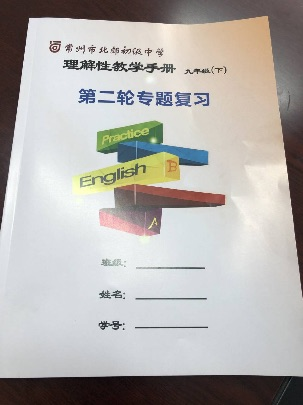 常州市北郊初级中学
理解性教学手册 九年级(下)
第二轮专题复习
Practice
English
B
A
班级:
姓名:
学号: